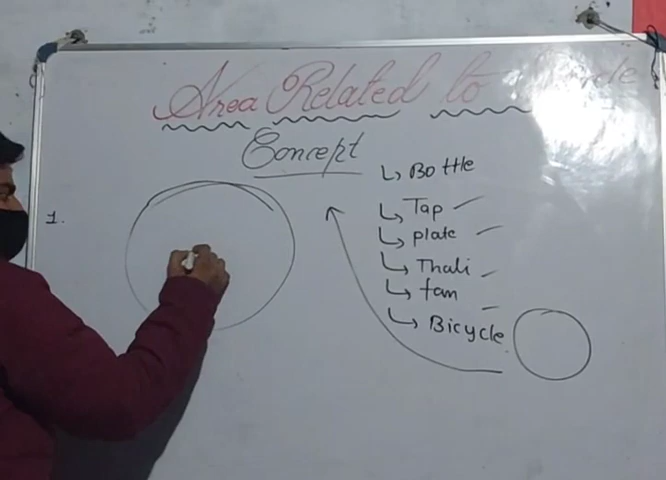 Area Related to
Concept
↳ Bottle
↳ Tap
↳ plate
↳ Thali
↳ fan
↳ Bicycle
1.